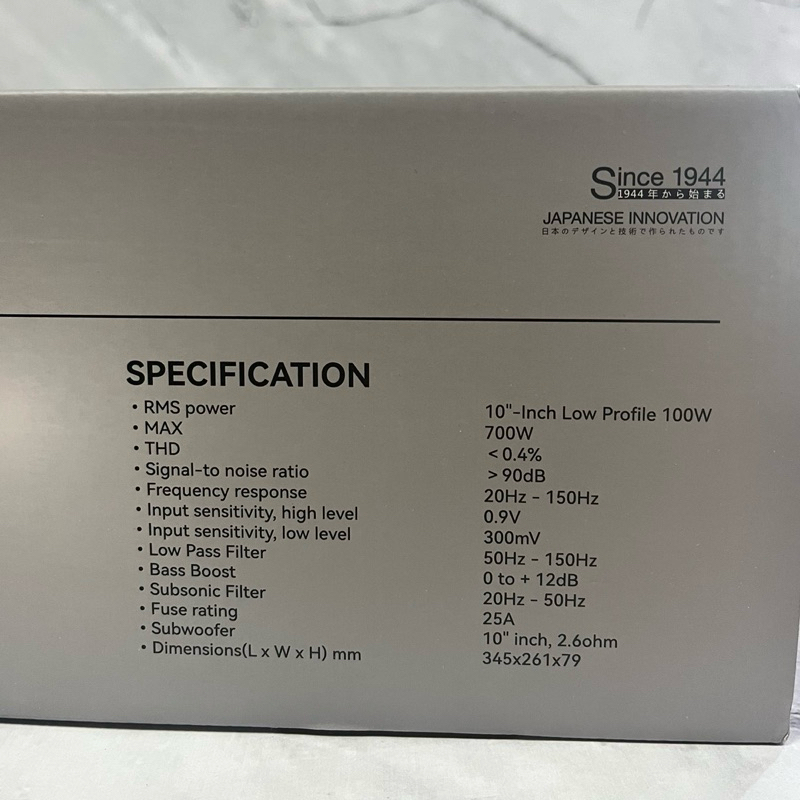 Since 1944
1944年から始まる
JAPANESE INNOVATION
日本のデザインと技術で作られたものです
SPECIFICATION
• RMS power 10"-Inch Low Profile 100W
• MAX 700W
• THD <0.4%
• Signal-to noise ratio >90dB
• Frequency response 20Hz - 150Hz
• Input sensitivity, high level 0.9V
• Input sensitivity, low level 300mV
• Low Pass Filter 50Hz - 150Hz
• Bass Boost 0 to + 12dB
• Subsonic Filter 20Hz - 50Hz
• Fuse rating 25A
• Subwoofer 10" inch, 2.6ohm
• Dimensions(L x W x H) mm 345x261x79